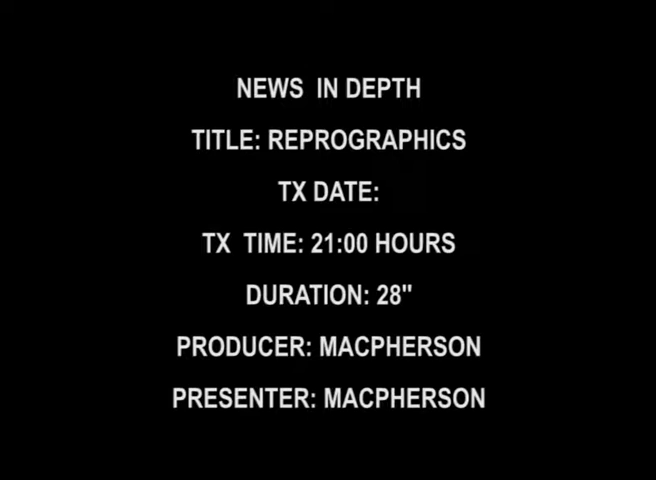 NEWS IN DEPTH
TITLE: REPROGRAPHICS
TX DATE:
TX TIME: 21:00 HOURS
DURATION: 28"
PRODUCER: MACPHERSON
PRESENTER: MACPHERSON